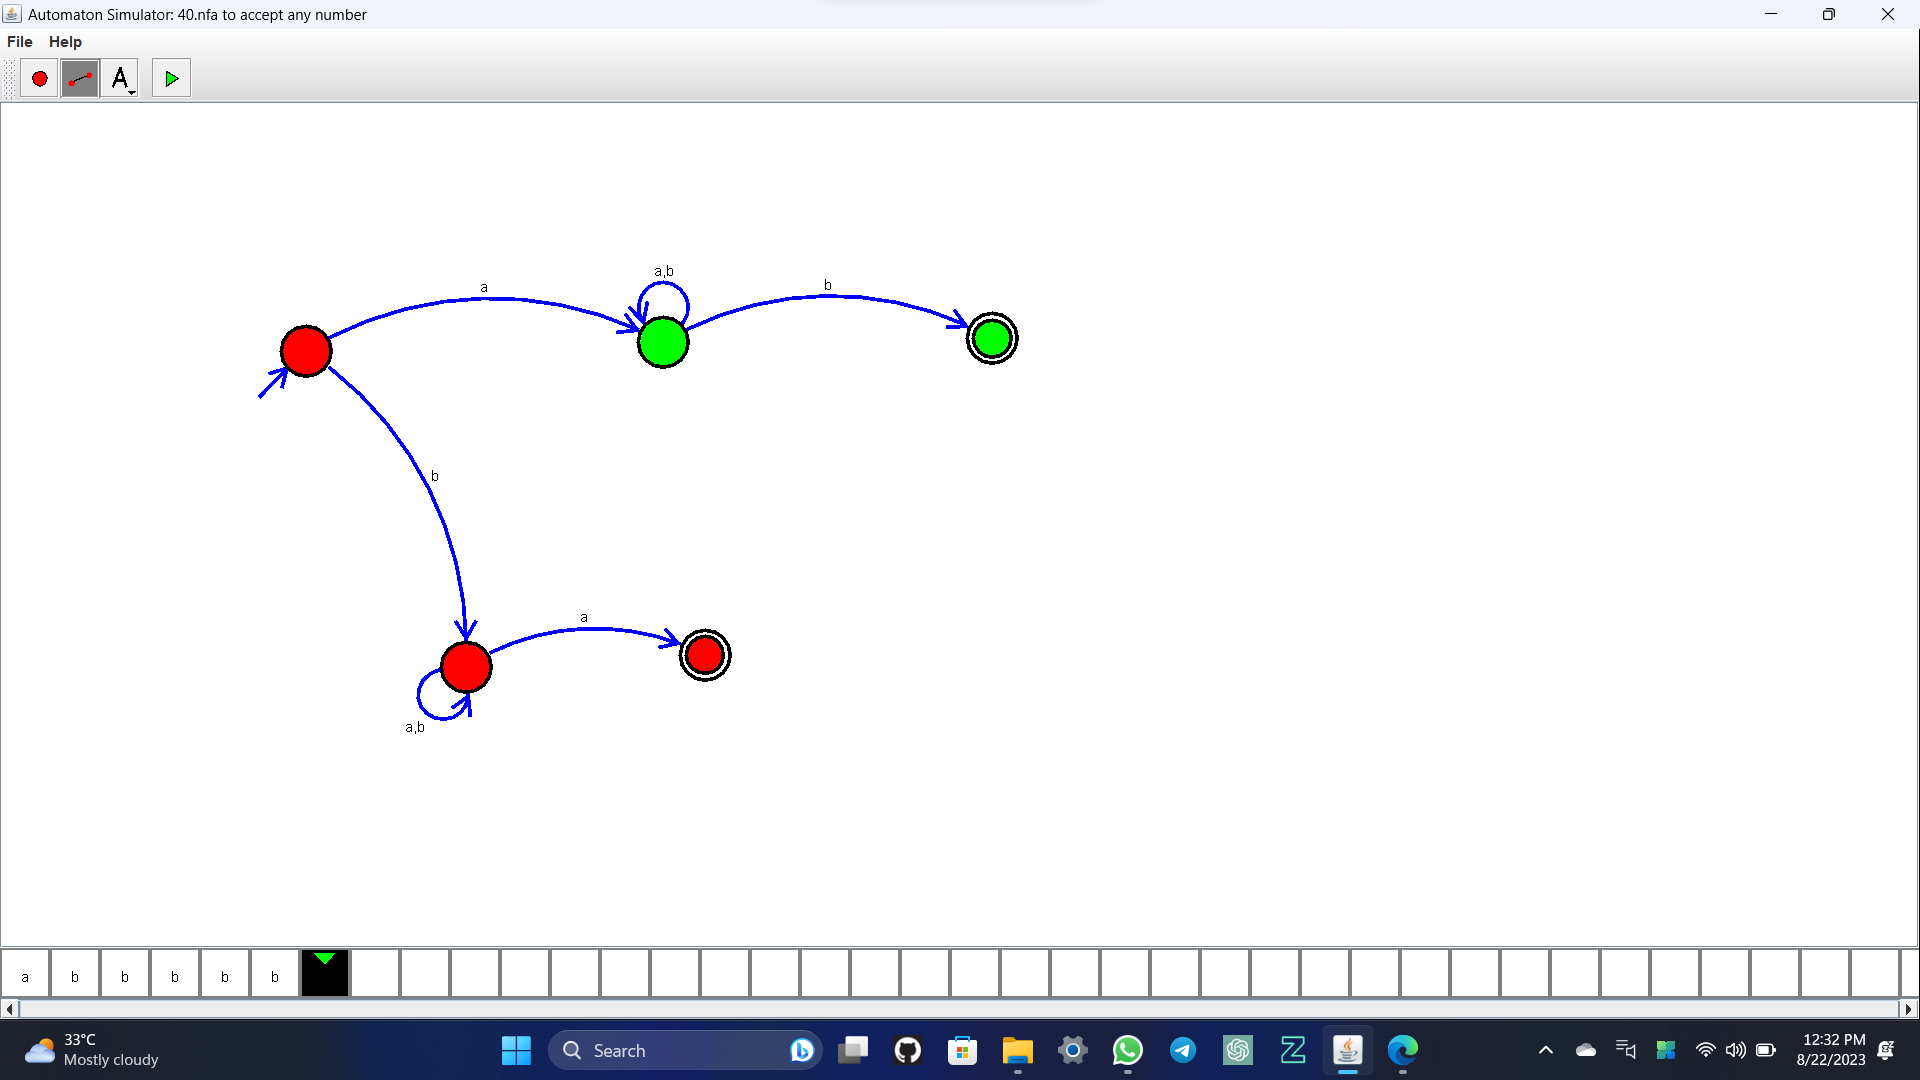 Automaton Simulator: 40.nfa to accept any number
File Help
A
a
a,b
b
b
a
a,b
a b b b b b
33°C
Mostly cloudy
Search
12:32 PM
8/22/2023